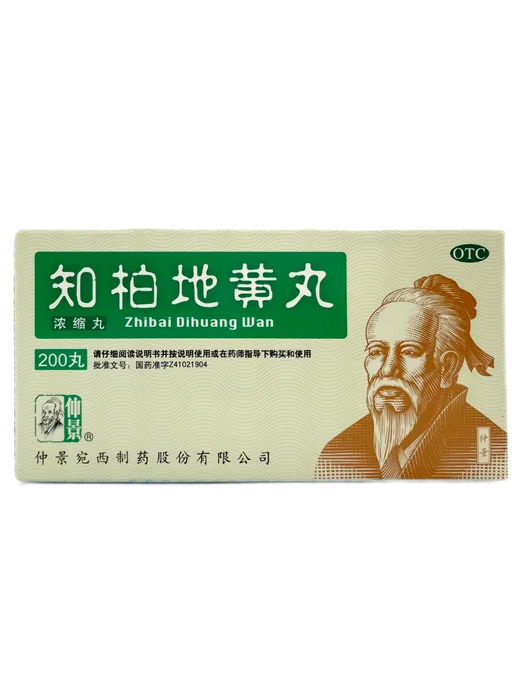 OTC
知柏地黄丸
浓缩丸 Zhibai Dihuang Wan
200丸
请仔细阅读说明书并按说明使用或在药师指导下购买和使用
批准文号：国药准字Z41021904
仲景®
仲景宛西制药股份有限公司
仲景